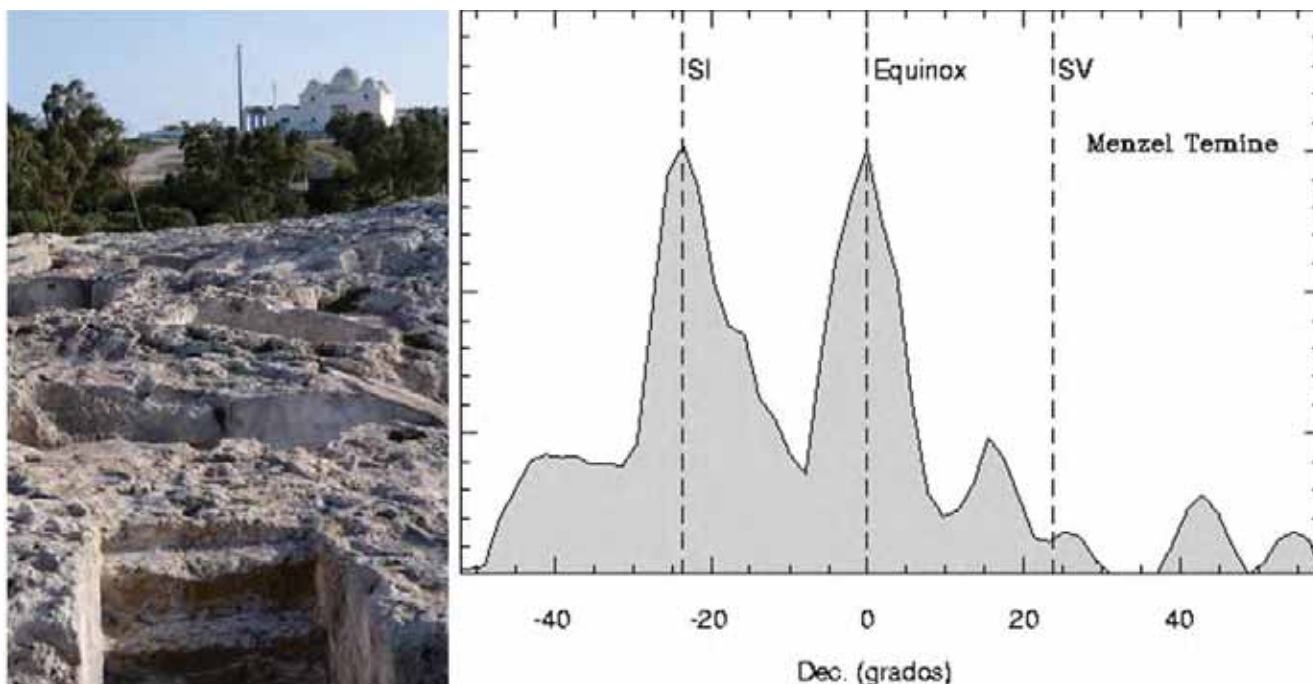 SI
Equinox
SV
Menzel Temine
-40
-20
0
20
40
Dec. (grados)